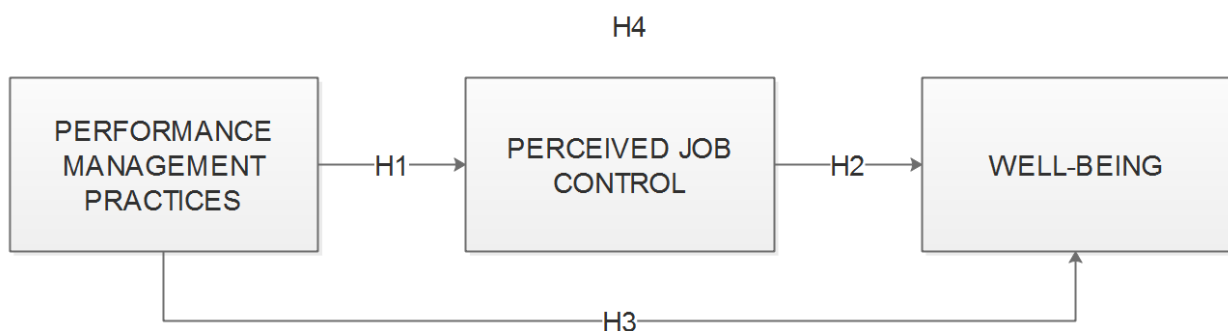 H4
PERFORMANCE
MANAGEMENT
PRACTICES
H1
PERCEIVED JOB
CONTROL
H2
WELL-BEING
H3